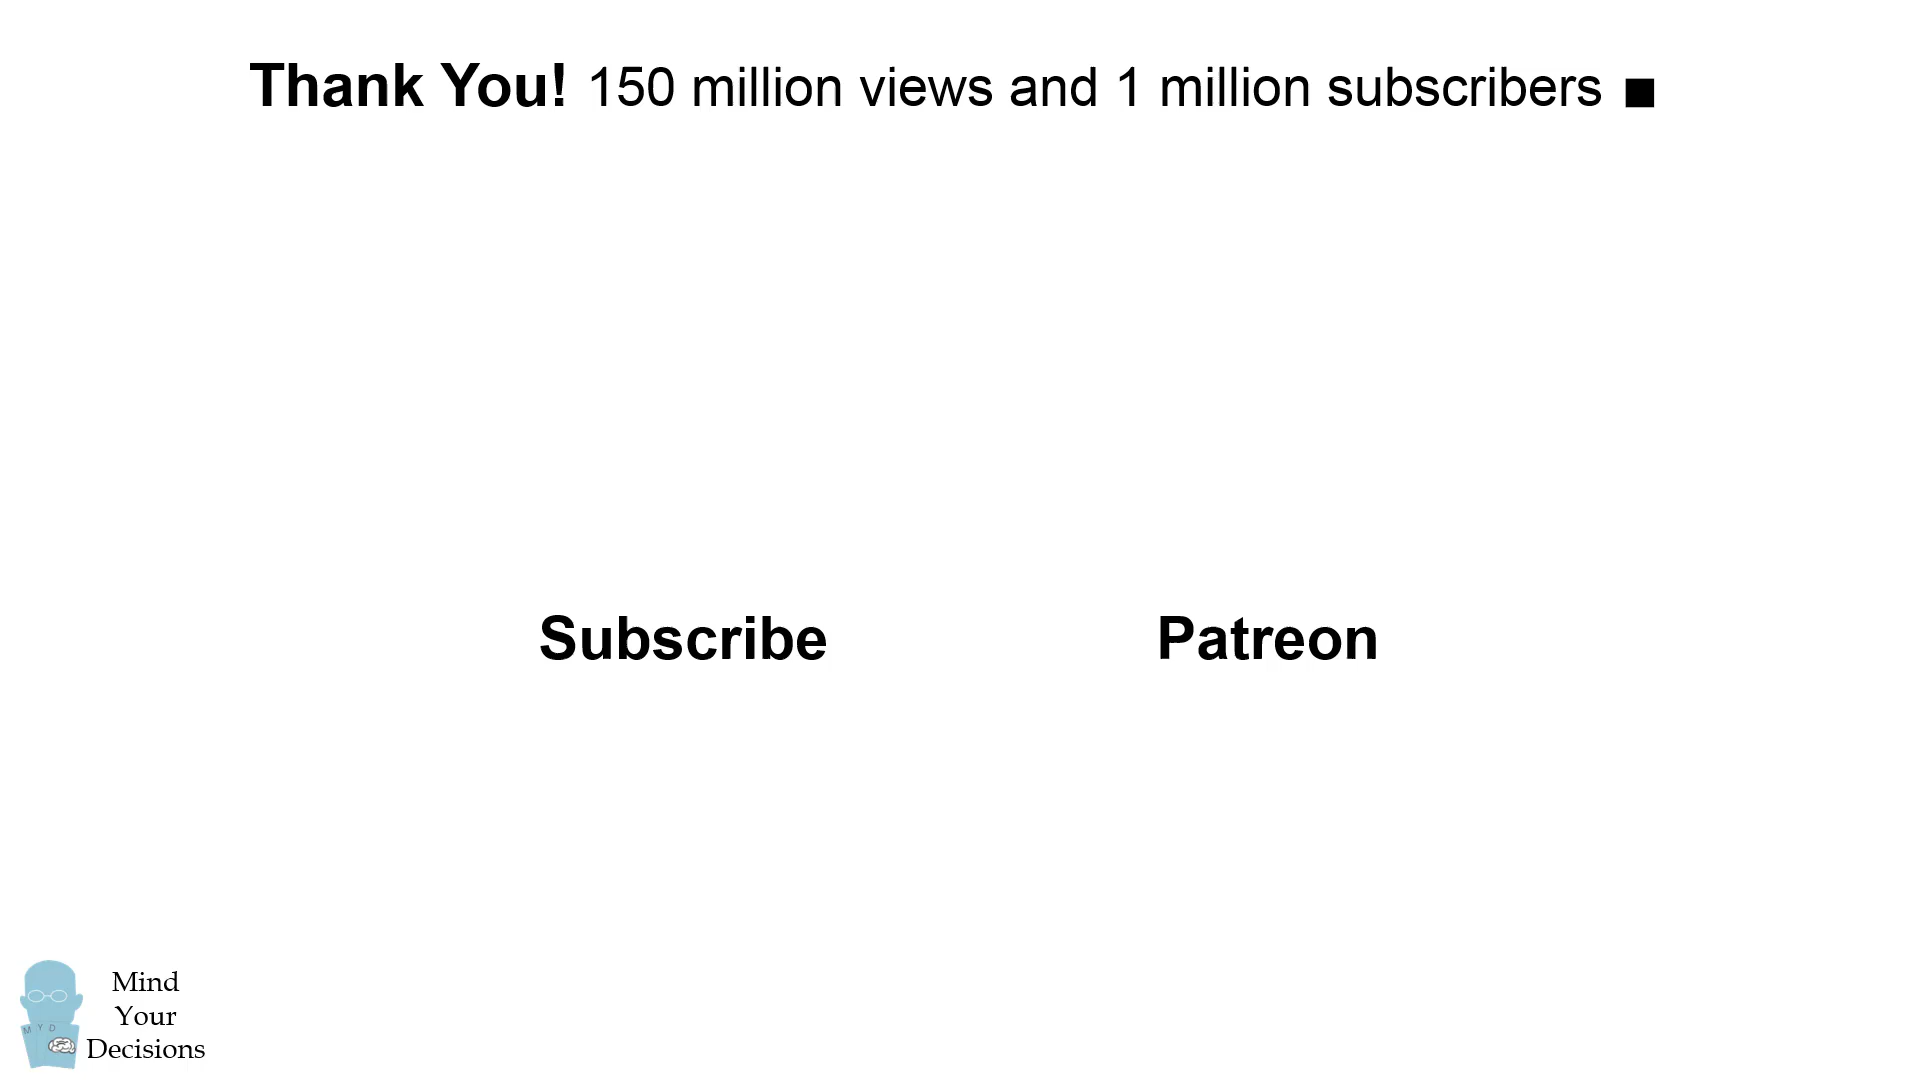 Thank You! 150 million views and 1 million subscribers ■
Subscribe Patreon
M Y D
Mind
Your
Decisions